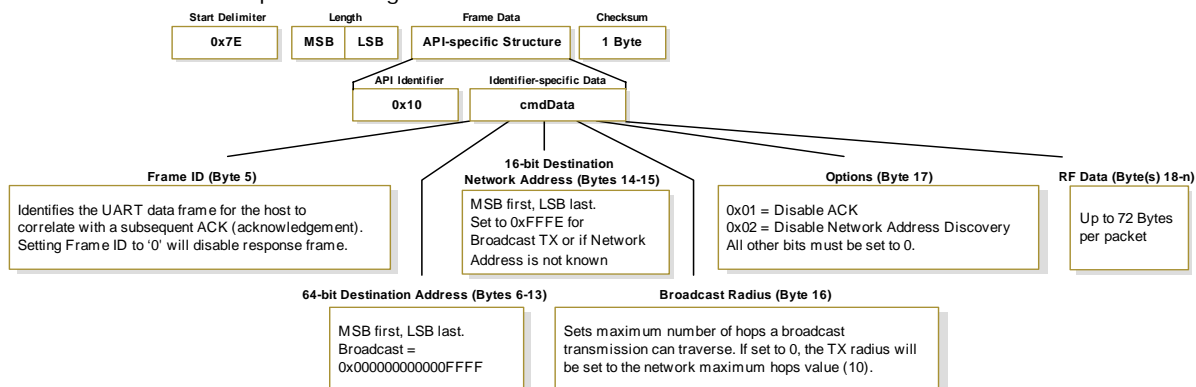 Start Delimiter
Length
Frame Data
Checksum
0x7E
MSB
LSB
API-specific Structure
1 Byte
API Identifier
Identifier-specific Data
0x10
cmdData
Frame ID (Byte 5)
Identifies the UART data frame for the host to
correlate with a subsequent ACK (acknowledgement).
Setting Frame ID to ‘0’ will disable response frame.
16-bit Destination
Network Address (Bytes 14-15)
MSB first, LSB last.
Set to 0xFFFE for
Broadcast TX or if Network
Address is not known
Options (Byte 17)
0x01 = Disable ACK
0x02 = Disable Network Address Discovery
All other bits must be set to 0.
RF Data (Byte(s) 18-n)
Up to 72 Bytes
per packet
64-bit Destination Address (Bytes 6-13)
MSB first, LSB last.
Broadcast =
0x000000000000FFFF
Broadcast Radius (Byte 16)
Sets maximum number of hops a broadcast
transmission can traverse. If set to 0, the TX radius will
be set to the network maximum hops value (10).